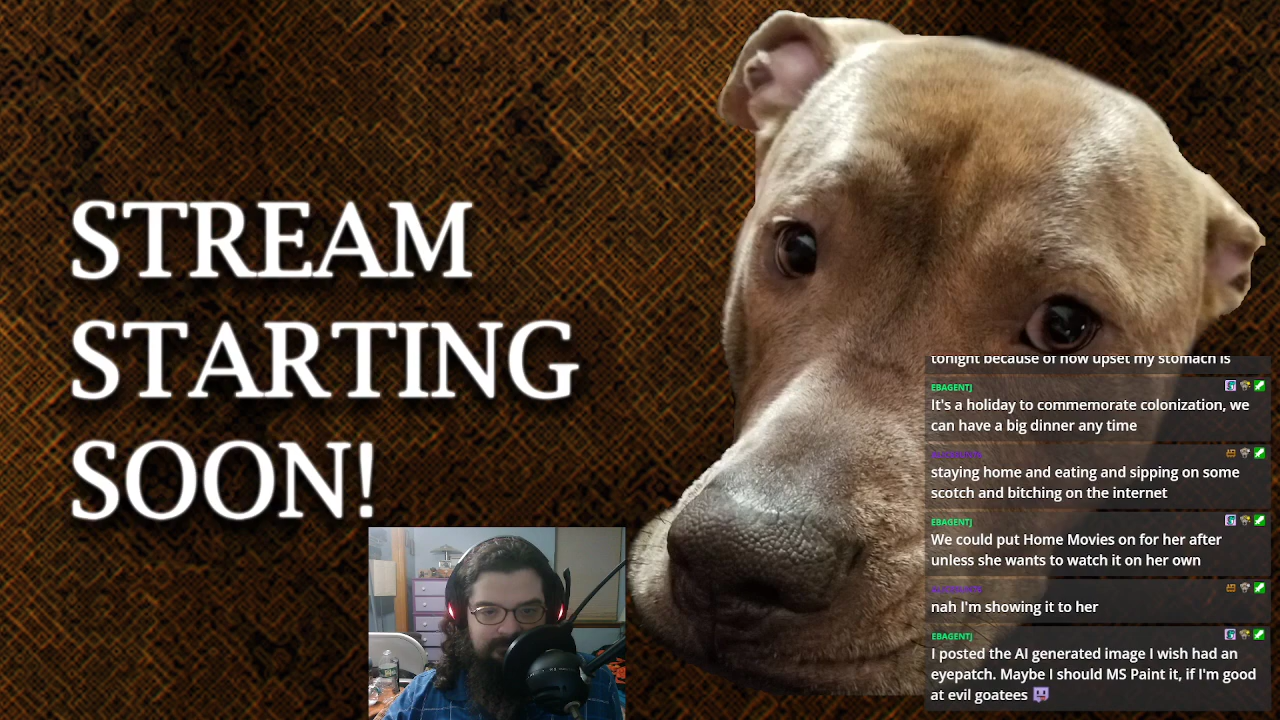 STREAM
STARTING
SOON!
tonight because of how upset my stomach is
EBAGENTJ
It's a holiday to commemorate colonization, we
can have a big dinner any time
staying home and eating and sipping on some
scotch and bitching on the internet
EBAGENTJ
We could put Home Movies on for her after
unless she wants to watch it on her own
nah I'm showing it to her
EBAGENTJ
I posted the AI generated image I wish had an
eyepatch. Maybe I should MS Paint it, if I'm good
at evil goatees